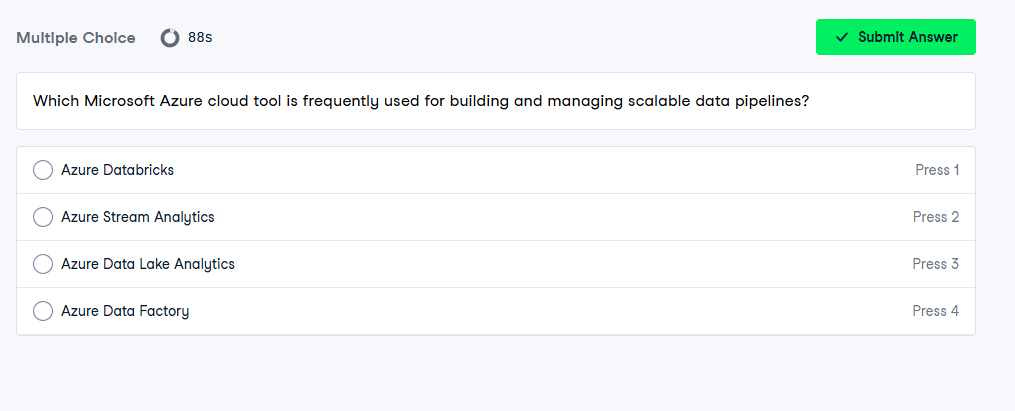 Multiple Choice
88s
Submit Answer
Which Microsoft Azure cloud tool is frequently used for building and managing scalable data pipelines?
Azure Databricks Press 1
Azure Stream Analytics Press 2
Azure Data Lake Analytics Press 3
Azure Data Factory Press 4